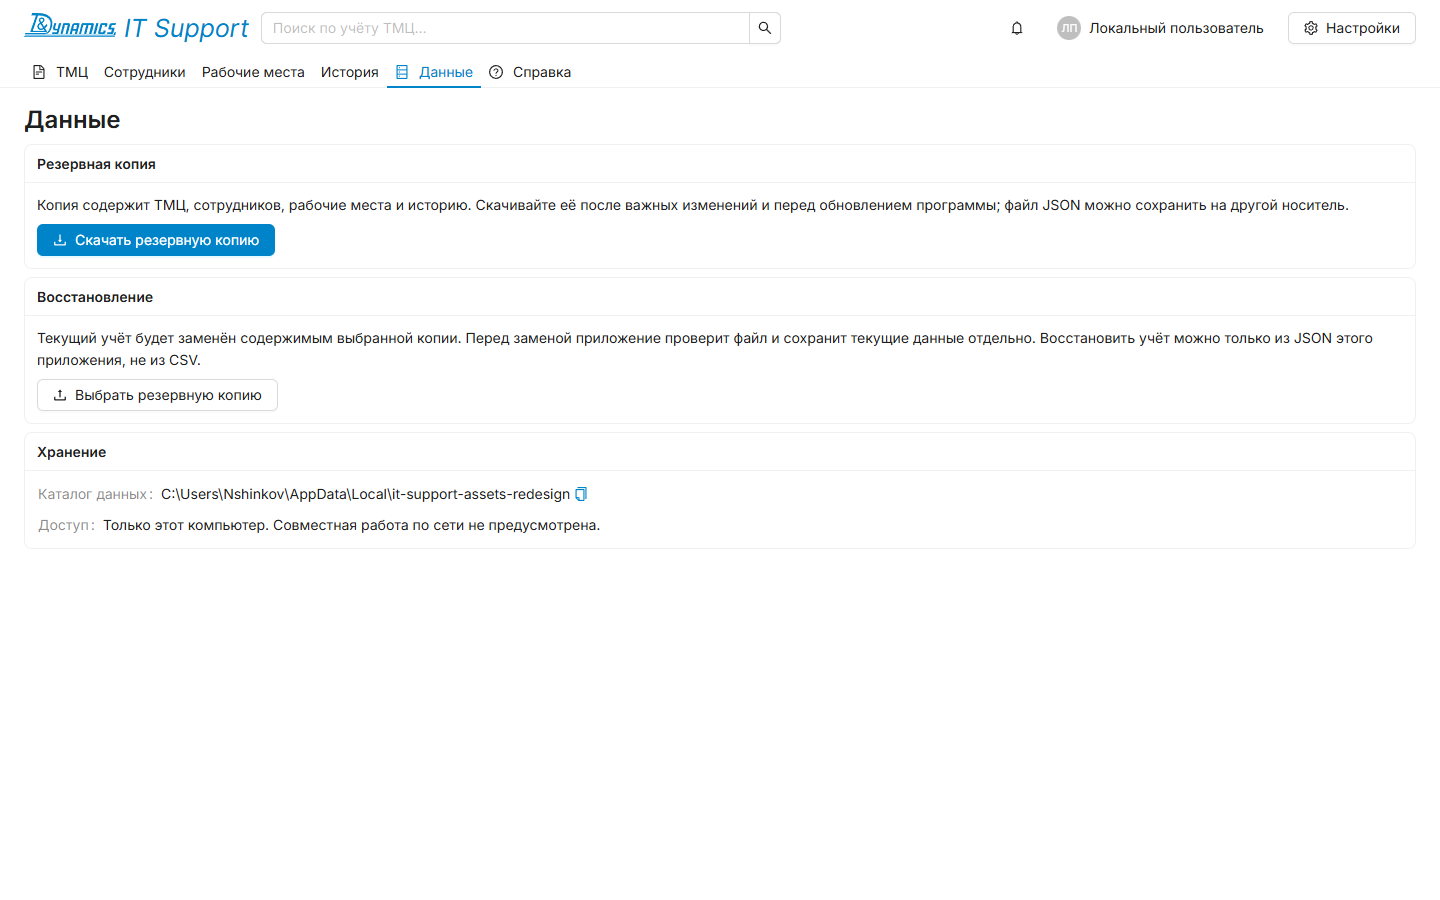 Dynamics IT Support
Поиск по учёту ТМЦ...
ЛП Локальный пользователь
Настройки
ТМЦ Сотрудники Рабочие места История Данные Справка
Данные
Резервная копия
Копия содержит ТМЦ, сотрудников, рабочие места и историю. Скачивайте её после важных изменений и перед обновлением программы; файл JSON можно сохранить на другой носитель.
Скачать резервную копию
Восстановление
Текущий учёт будет заменён содержимым выбранной копии. Перед заменой приложение проверит файл и сохранит текущие данные отдельно. Восстановить учёт можно только из JSON этого
приложения, не из CSV.
Выбрать резервную копию
Хранение
Каталог данных: C:\Users\Nshinkov\AppData\Local\it-support-assets-redesign
Доступ: Только этот компьютер. Совместная работа по сети не предусмотрена.